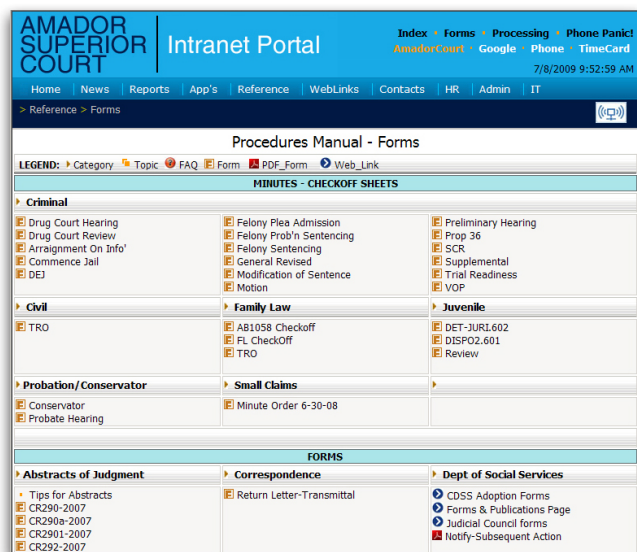 AMADOR
SUPERIOR
COURT
Intranet Portal
Index • Forms • Processing • Phone Panic!
AmadorCourt • Google • Phone • TimeCard
7/8/2009 9:52:59 AM
Home | News | Reports | App's | Reference | WebLinks | Contacts | HR | Admin | IT
> Reference > Forms
Procedures Manual - Forms
LEGEND: Category Topic FAQ Form PDF_Form Web_Link
MINUTES - CHECKOFF SHEETS
Criminal
Drug Court Hearing
Drug Court Review
Arraignment On Info'
Commence Jail
DEJ
Felony Plea Admission
Felony Prob'n Sentencing
Felony Sentencing
General Revised
Modification of Sentence
Motion
Preliminary Hearing
Prop 36
SCR
Supplemental
Trial Readiness
VOP
Civil
TRO
Family Law
AB1058 Checkoff
FL CheckOff
TRO
Juvenile
DET-JURI.602
DISPO2.601
Review
Probation/Conservator
Conservator
Probate Hearing
Small Claims
Minute Order 6-30-08
FORMS
Abstracts of Judgment
Tips for Abstracts
CR290-2007
CR290a-2007
CR2901-2007
CR292-2007
Correspondence
Return Letter-Transmittal
Dept of Social Services
CDSS Adoption Forms
Forms & Publications Page
Judicial Council forms
Notify-Subsequent Action